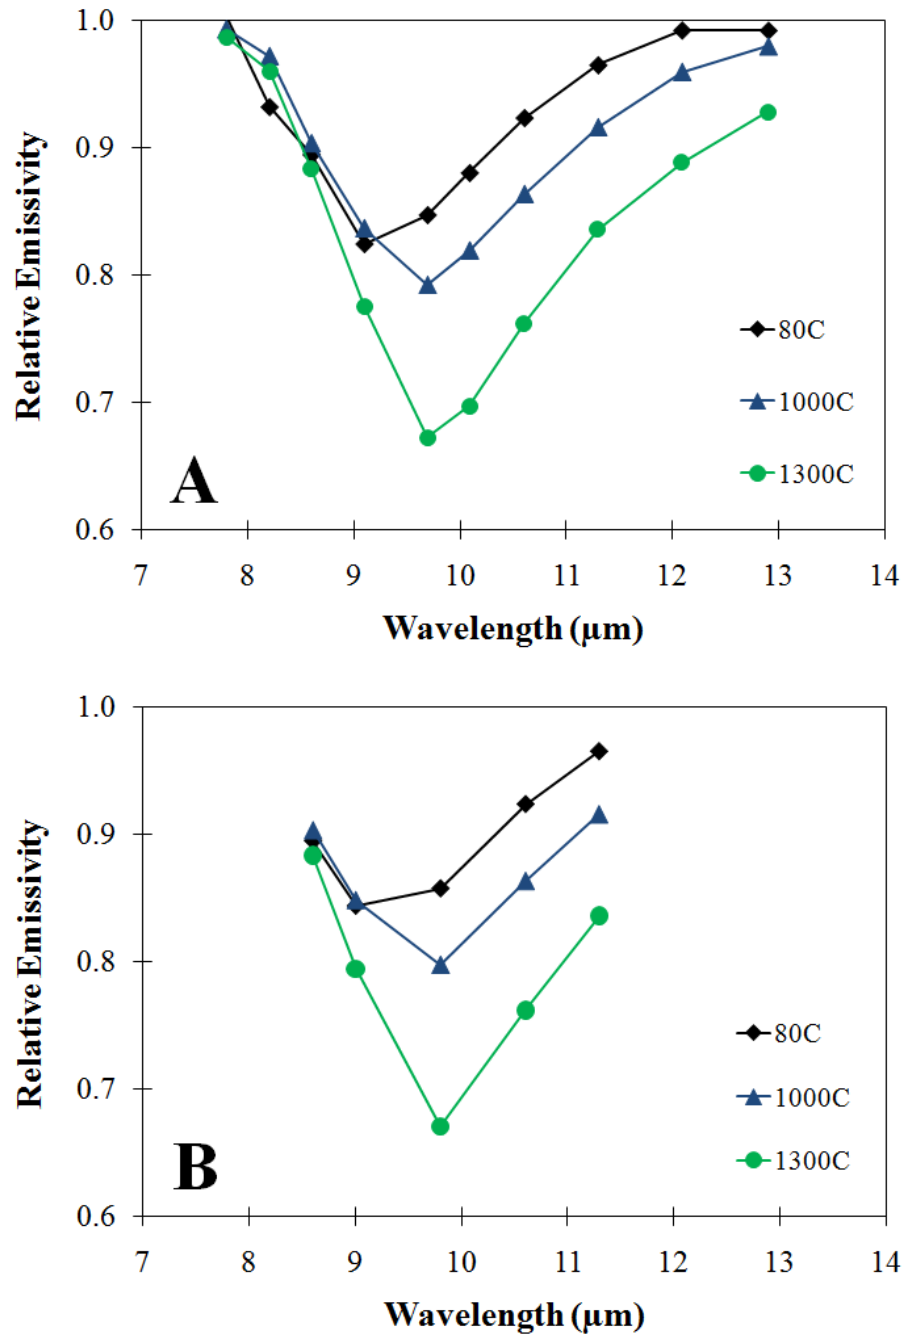 1.0
0.9
0.8
0.7
0.6
Relative Emissivity
80C
1000C
1300C
A
7 8 9 10 11 12 13 14
Wavelength (µm)
1.0
0.9
0.8
0.7
0.6
Relative Emissivity
80C
1000C
1300C
B
7 8 9 10 11 12 13 14
Wavelength (µm)